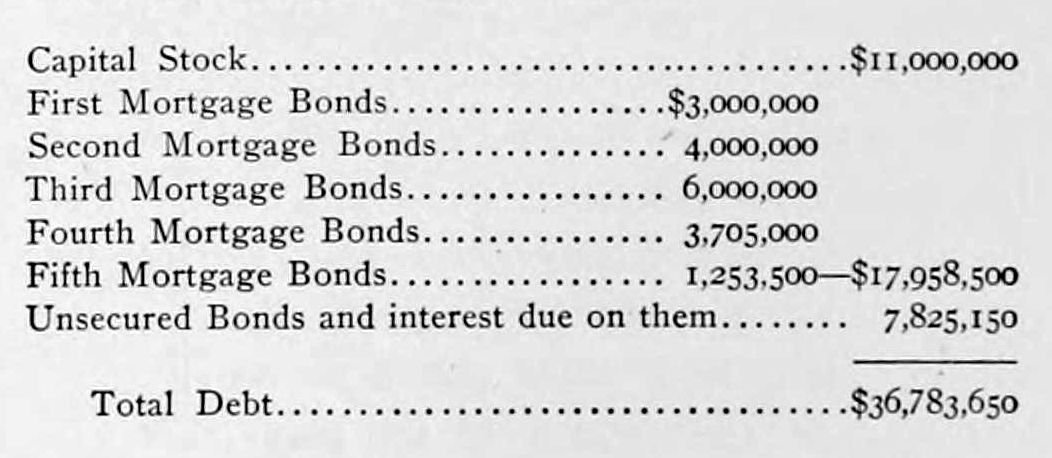 Capital Stock........................................$11,000,000
First Mortgage Bonds.................$3,000,000
Second Mortgage Bonds.............. 4,000,000
Third Mortgage Bonds................ 6,000,000
Fourth Mortgage Bonds............... 3,705,000
Fifth Mortgage Bonds................. 1,253,500—$17,958,500
Unsecured Bonds and interest due on them........ 7,825,150
Total Debt....................................$36,783,650